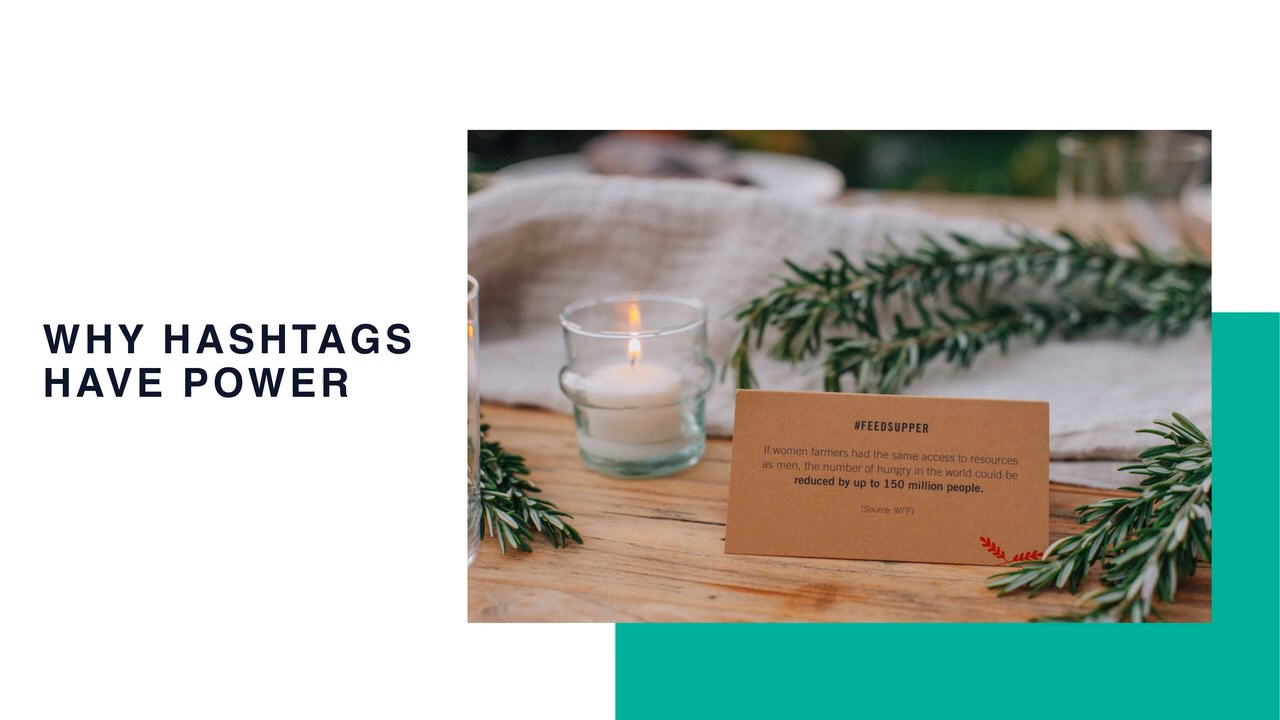 WHY HASHTAGS
HAVE POWER
#FEEDSUPPER
If women farmers had the same access to resources
as men, the number of hungry in the world could be
reduced by up to 150 million people.
(Source: WFP)